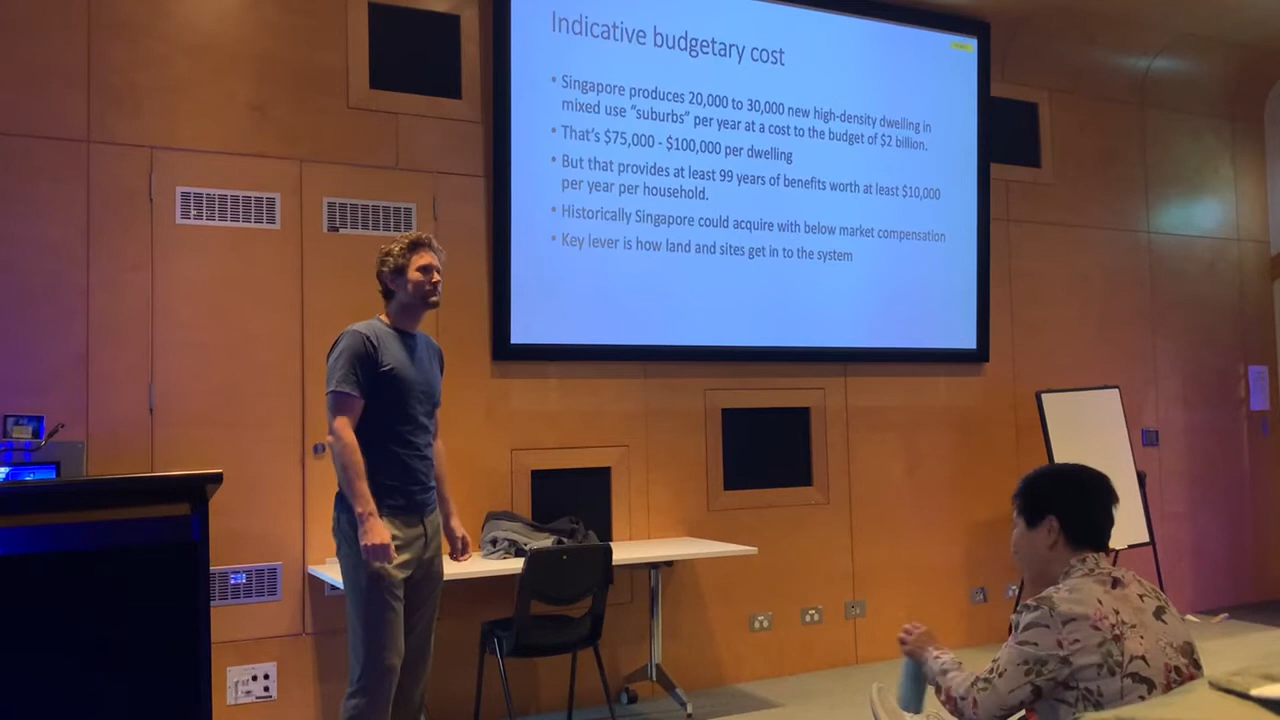 Indicative budgetary cost
• Singapore produces 20,000 to 30,000 new high-density dwelling in
mixed use “suburbs” per year at a cost to the budget of $2 billion.
• That’s $75,000 - $100,000 per dwelling
• But that provides at least 99 years of benefits worth at least $10,000
per year per household.
• Historically Singapore could acquire with below market compensation
• Key lever is how land and sites get in to the system